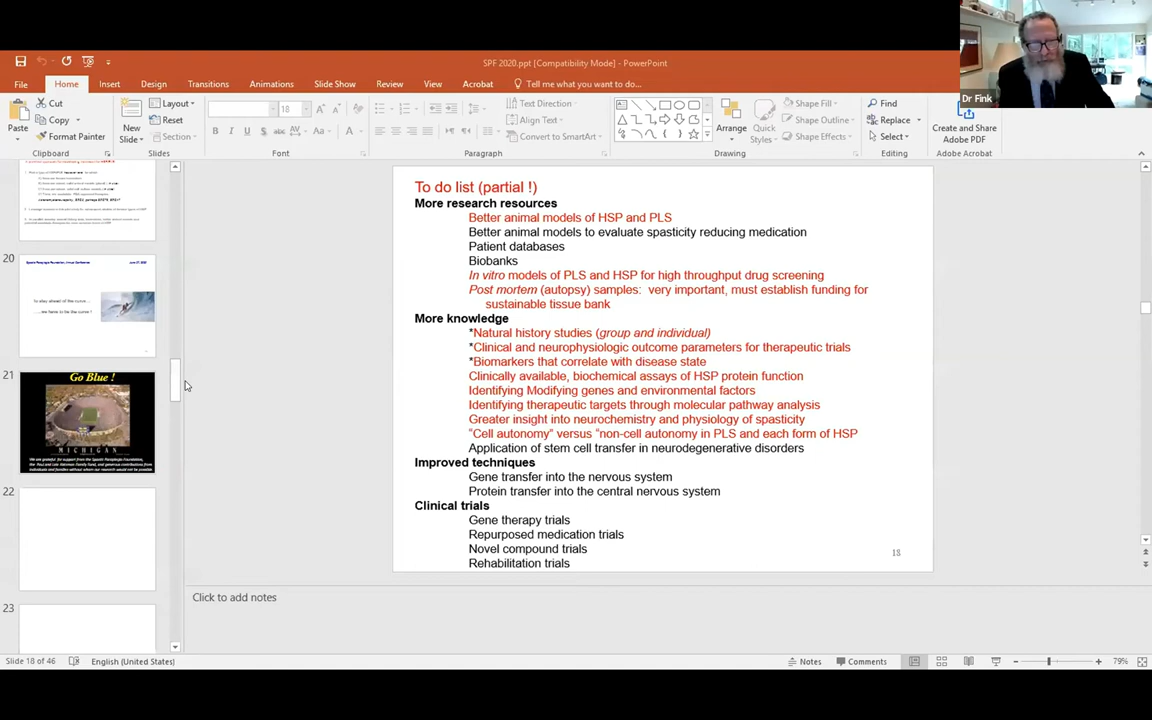 SPF 2020.ppt [Compatibility Mode] - PowerPoint
Dr Fink
File Home Insert Design Transitions Animations Slide Show Review View Acrobat Tell me what you want to do...
Paste
Cut
Copy
Format Painter
Clipboard
New Slide
Layout
Reset
Section
Slides
18
B I U S abc AV Aa A
Font
Paragraph
Text Direction
Align Text
Convert to SmartArt
Arrange
Quick Styles
Shape Fill
Shape Outline
Shape Effects
Drawing
Find
Replace
Select
Editing
Create and Share Adobe PDF
Adobe Acrobat
20
To stay ahead of the curve...
21
Go Blue !
MICHIGAN
22
23
To do list (partial !)
More research resources
Better animal models of HSP and PLS
Better animal models to evaluate spasticity reducing medication
Patient databases
Biobanks
In vitro models of PLS and HSP for high throughput drug screening
Post mortem (autopsy) samples: very important, must establish funding for
sustainable tissue bank
More knowledge
*Natural history studies (group and individual)
*Clinical and neurophysiologic outcome parameters for therapeutic trials
*Biomarkers that correlate with disease state
Clinically available, biochemical assays of HSP protein function
Identifying Modifying genes and environmental factors
Identifying therapeutic targets through molecular pathway analysis
Greater insight into neurochemistry and physiology of spasticity
“Cell autonomy” versus “non-cell autonomy in PLS and each form of HSP
Application of stem cell transfer in neurodegenerative disorders
Improved techniques
Gene transfer into the nervous system
Protein transfer into the central nervous system
Clinical trials
Gene therapy trials
Repurposed medication trials
Novel compound trials
Rehabilitation trials
18
Click to add notes
Slide 18 of 46 English (United States) Notes Comments 79%